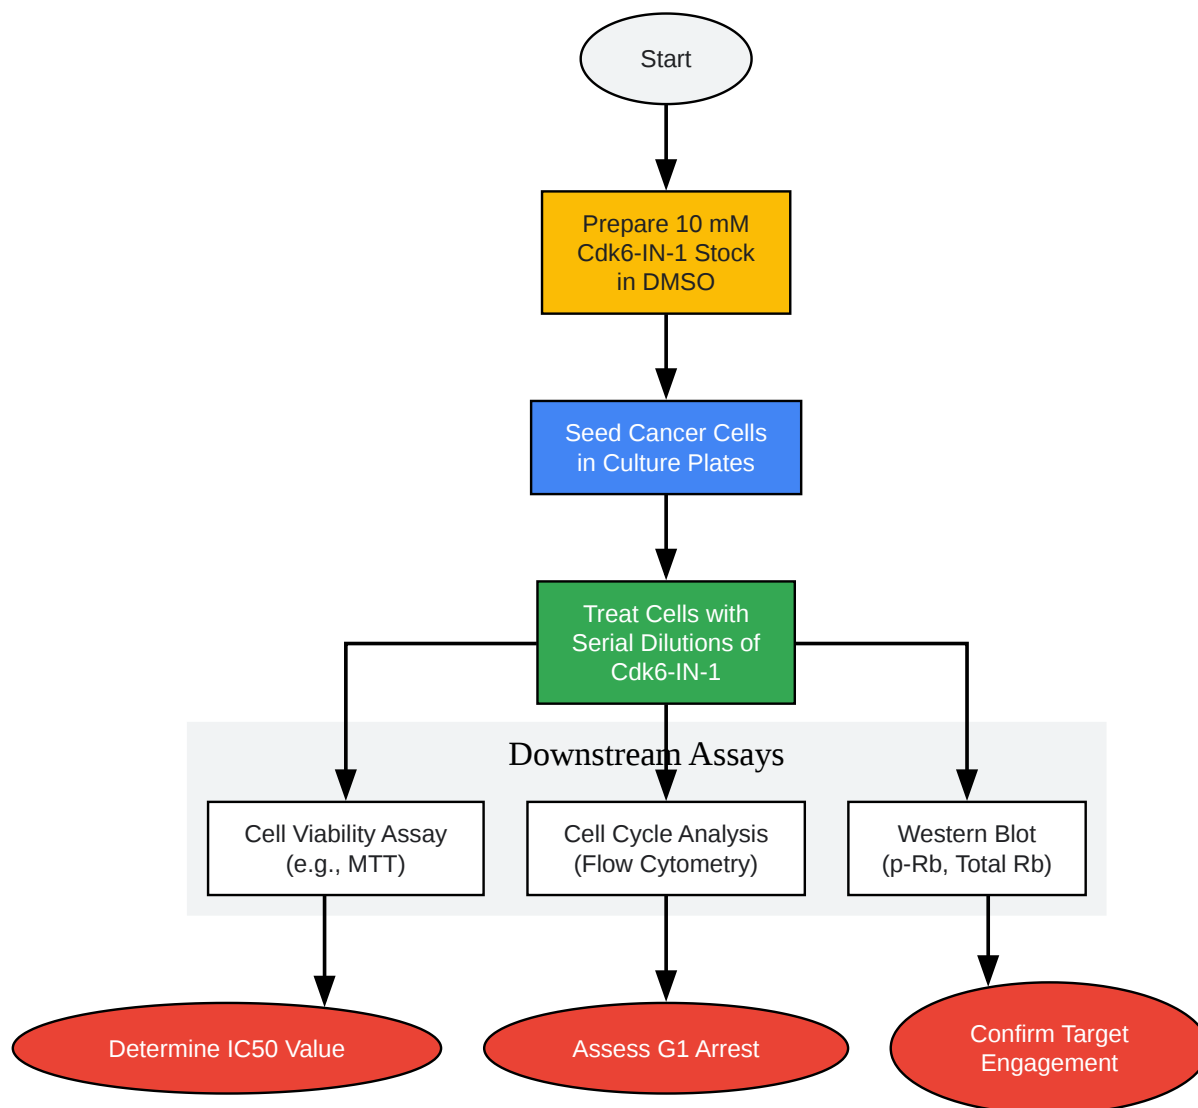 Start
Prepare 10 mM
Cdk6-IN-1 Stock
in DMSO
Seed Cancer Cells
in Culture Plates
Treat Cells with
Serial Dilutions of
Cdk6-IN-1
Downstream Assays
Cell Viability Assay
(e.g., MTT)
Cell Cycle Analysis
(Flow Cytometry)
Western Blot
(p-Rb, Total Rb)
Determine IC50 Value
Assess G1 Arrest
Confirm Target
Engagement